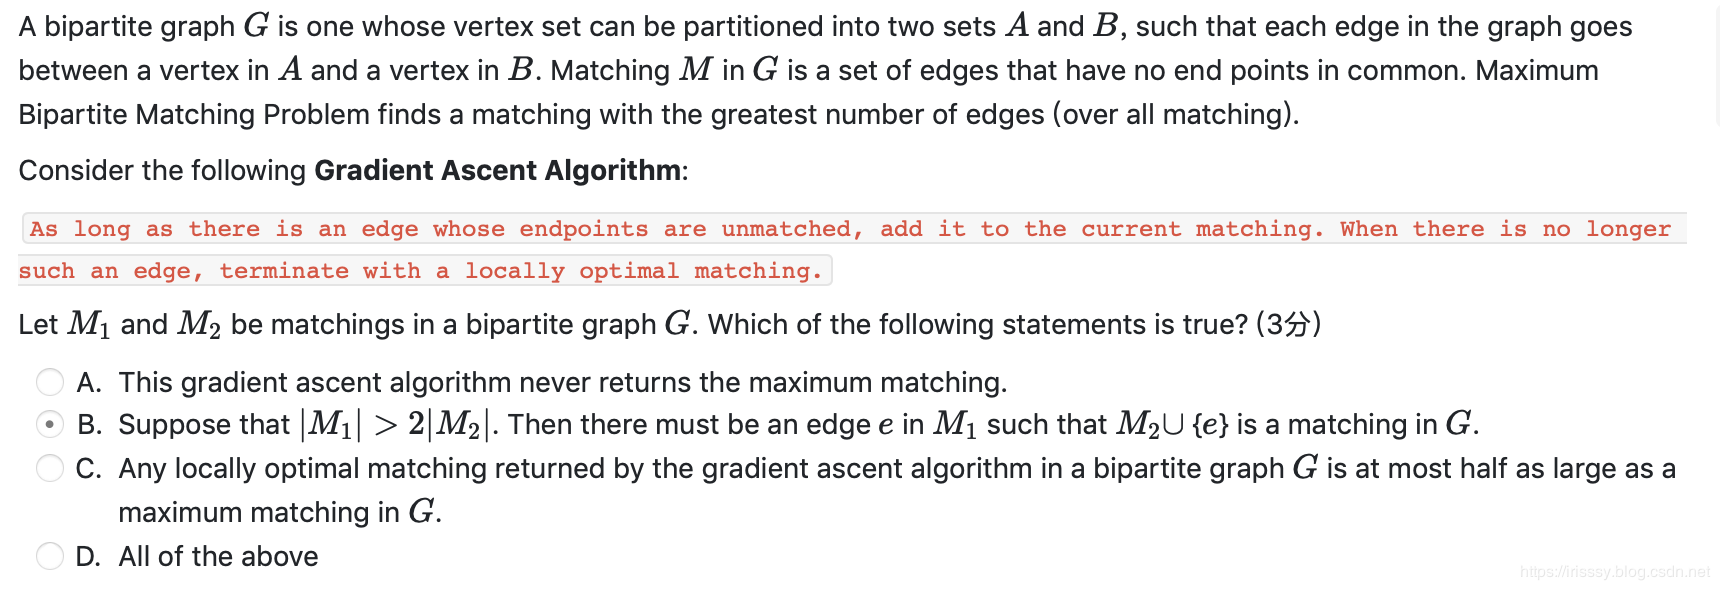 A bipartite graph G is one whose vertex set can be partitioned into two sets A and B, such that each edge in the graph goes
between a vertex in A and a vertex in B. Matching M in G is a set of edges that have no end points in common. Maximum
Bipartite Matching Problem finds a matching with the greatest number of edges (over all matching).
Consider the following Gradient Ascent Algorithm:
As long as there is an edge whose endpoints are unmatched, add it to the current matching. When there is no longer
such an edge, terminate with a locally optimal matching.
Let M₁ and M₂ be matchings in a bipartite graph G. Which of the following statements is true? (3分)
A. This gradient ascent algorithm never returns the maximum matching.
B. Suppose that |M₁| > 2|M₂|. Then there must be an edge e in M₁ such that M₂∪ {e} is a matching in G.
C. Any locally optimal matching returned by the gradient ascent algorithm in a bipartite graph G is at most half as large as a
maximum matching in G.
D. All of the above
https://irisssy.blog.csdn.net